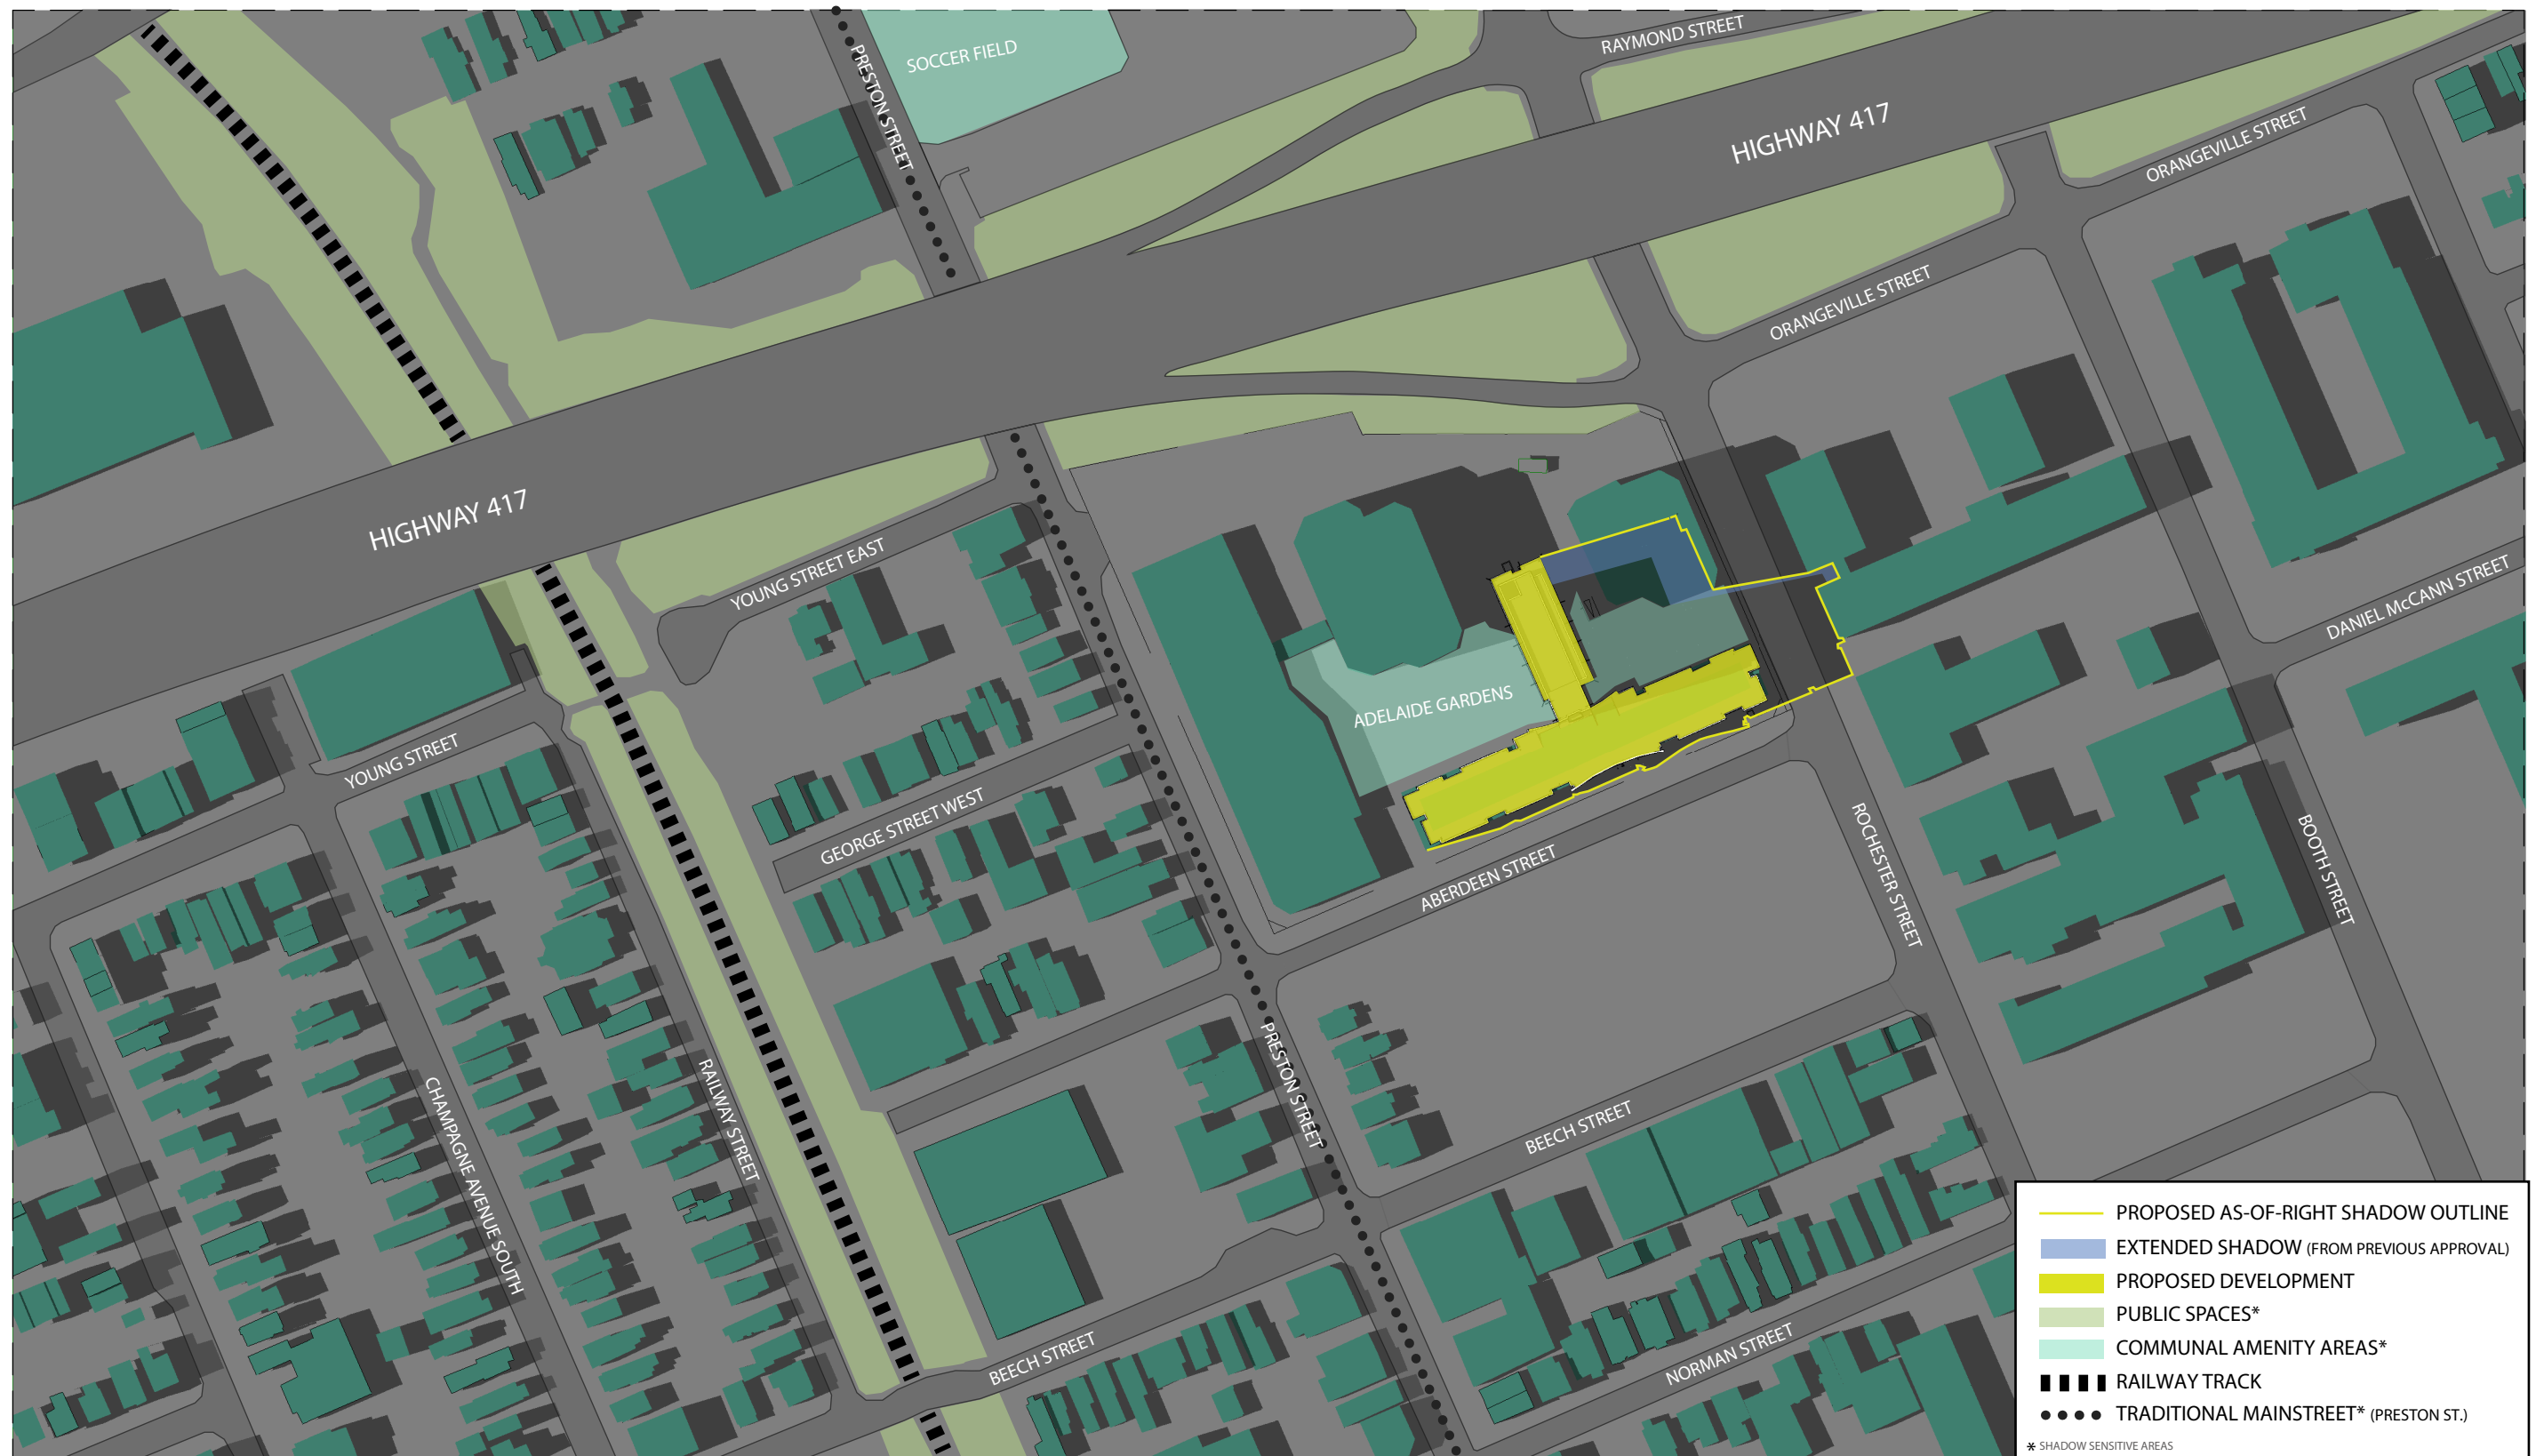 RAYMOND STREET
SOCCER FIELD
PRESTON STREET
HIGHWAY 417
ORANGEVILLE STREET
ORANGEVILLE STREET
HIGHWAY 417
YOUNG STREET EAST
DANIEL McCANN STREET
ADELAIDE GARDENS
YOUNG STREET
GEORGE STREET WEST
ABERDEEN STREET
ROCHESTER STREET
BOOTH STREET
PRESTON STREET
RAILWAY STREET
CHAMPAGNE AVENUE SOUTH
BEECH STREET
BEECH STREET
NORMAN STREET
PROPOSED AS-OF-RIGHT SHADOW OUTLINE
EXTENDED SHADOW (FROM PREVIOUS APPROVAL)
PROPOSED DEVELOPMENT
PUBLIC SPACES*
COMMUNAL AMENITY AREAS*
RAILWAY TRACK
TRADITIONAL MAINSTREET* (PRESTON ST.)
* SHADOW SENSITIVE AREAS